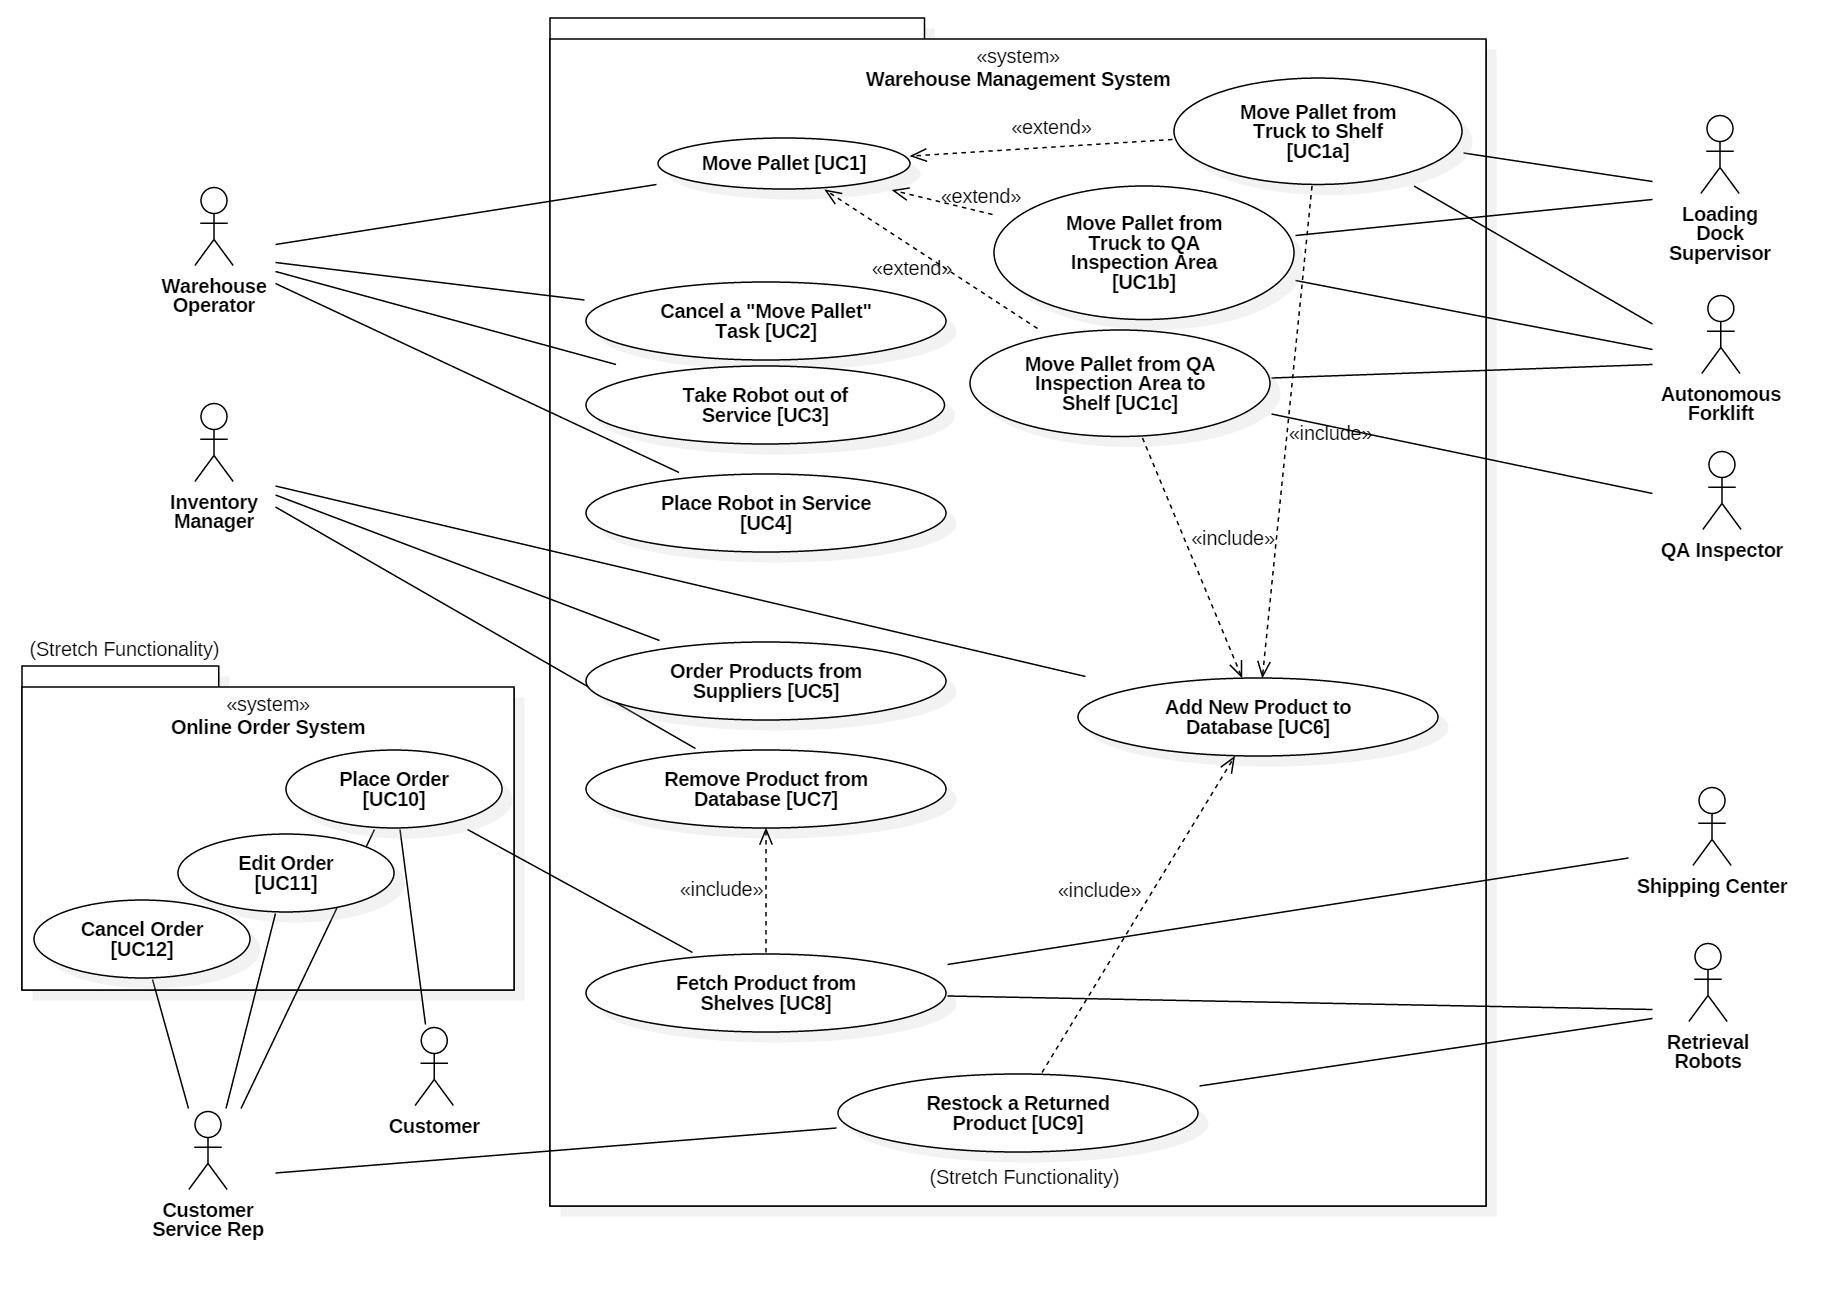 «system»
Warehouse Management System
Move Pallet from
Truck to Shelf
[UC1a]
«extend»
Move Pallet [UC1]
«extend»
Move Pallet from
Truck to QA
Inspection Area
[UC1b]
«extend»
Loading
Dock
Supervisor
Warehouse
Operator
Cancel a "Move Pallet"
Task [UC2]
Move Pallet from QA
Inspection Area to
Shelf [UC1c]
Autonomous
Forklift
Take Robot out of
Service [UC3]
«include»
Inventory
Manager
Place Robot in Service
[UC4]
«include»
QA Inspector
(Stretch Functionality)
«system»
Online Order System
Order Products from
Suppliers [UC5]
Add New Product to
Database [UC6]
Place Order
[UC10]
Remove Product from
Database [UC7]
Edit Order
[UC11]
«include»
«include»
Shipping Center
Cancel Order
[UC12]
Fetch Product from
Shelves [UC8]
Retrieval
Robots
Customer
Restock a Returned
Product [UC9]
(Stretch Functionality)
Customer
Service Rep